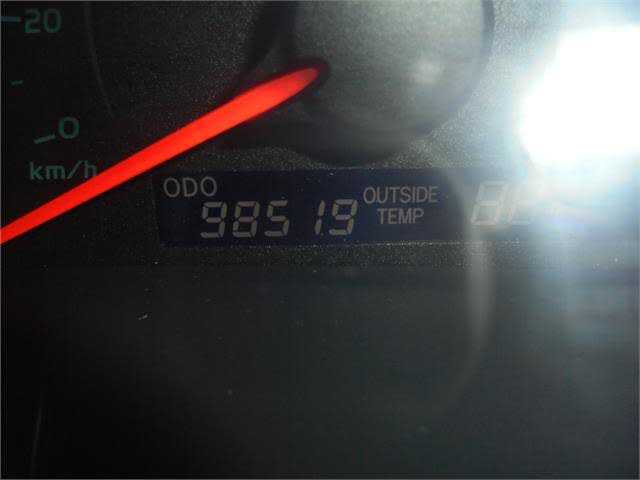 20
0
km/h
ODO
98519
OUTSIDE
TEMP